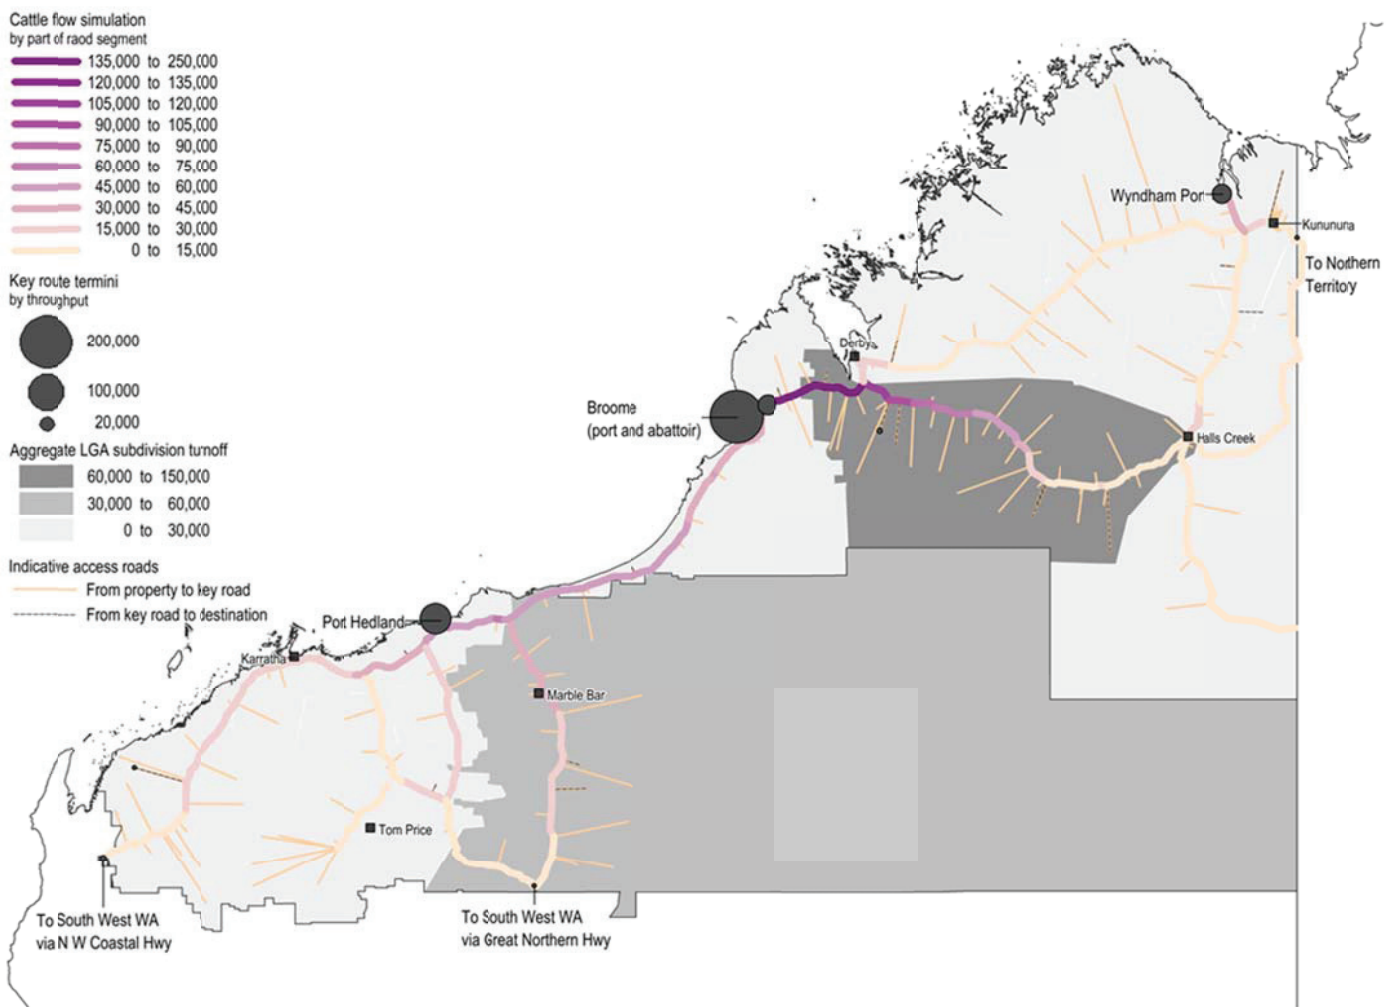 Cattle flow simulation
by part of raod segment
135,000 to 250,000
120,000 to 135,000
105,000 to 120,000
90,000 to 105,000
75,000 to 90,000
60,000 to 75,000
45,000 to 60,000
30,000 to 45,000
15,000 to 30,000
0 to 15,000
Key route termini
by throughput
200,000
100,000
20,000
Aggregate LGA subdivision turnoff
60,000 to 150,000
30,000 to 60,000
0 to 30,000
Indicative access roads
From property to key road
From key road to destination
Wyndham Port
Kununurra
To Northern
Territory
Derby
Broome
(port and abattoir)
Halls Creek
Port Hedland
Karratha
Marble Bar
Tom Price
To South West WA
via N W Coastal Hwy
To South West WA
via Great Northern Hwy